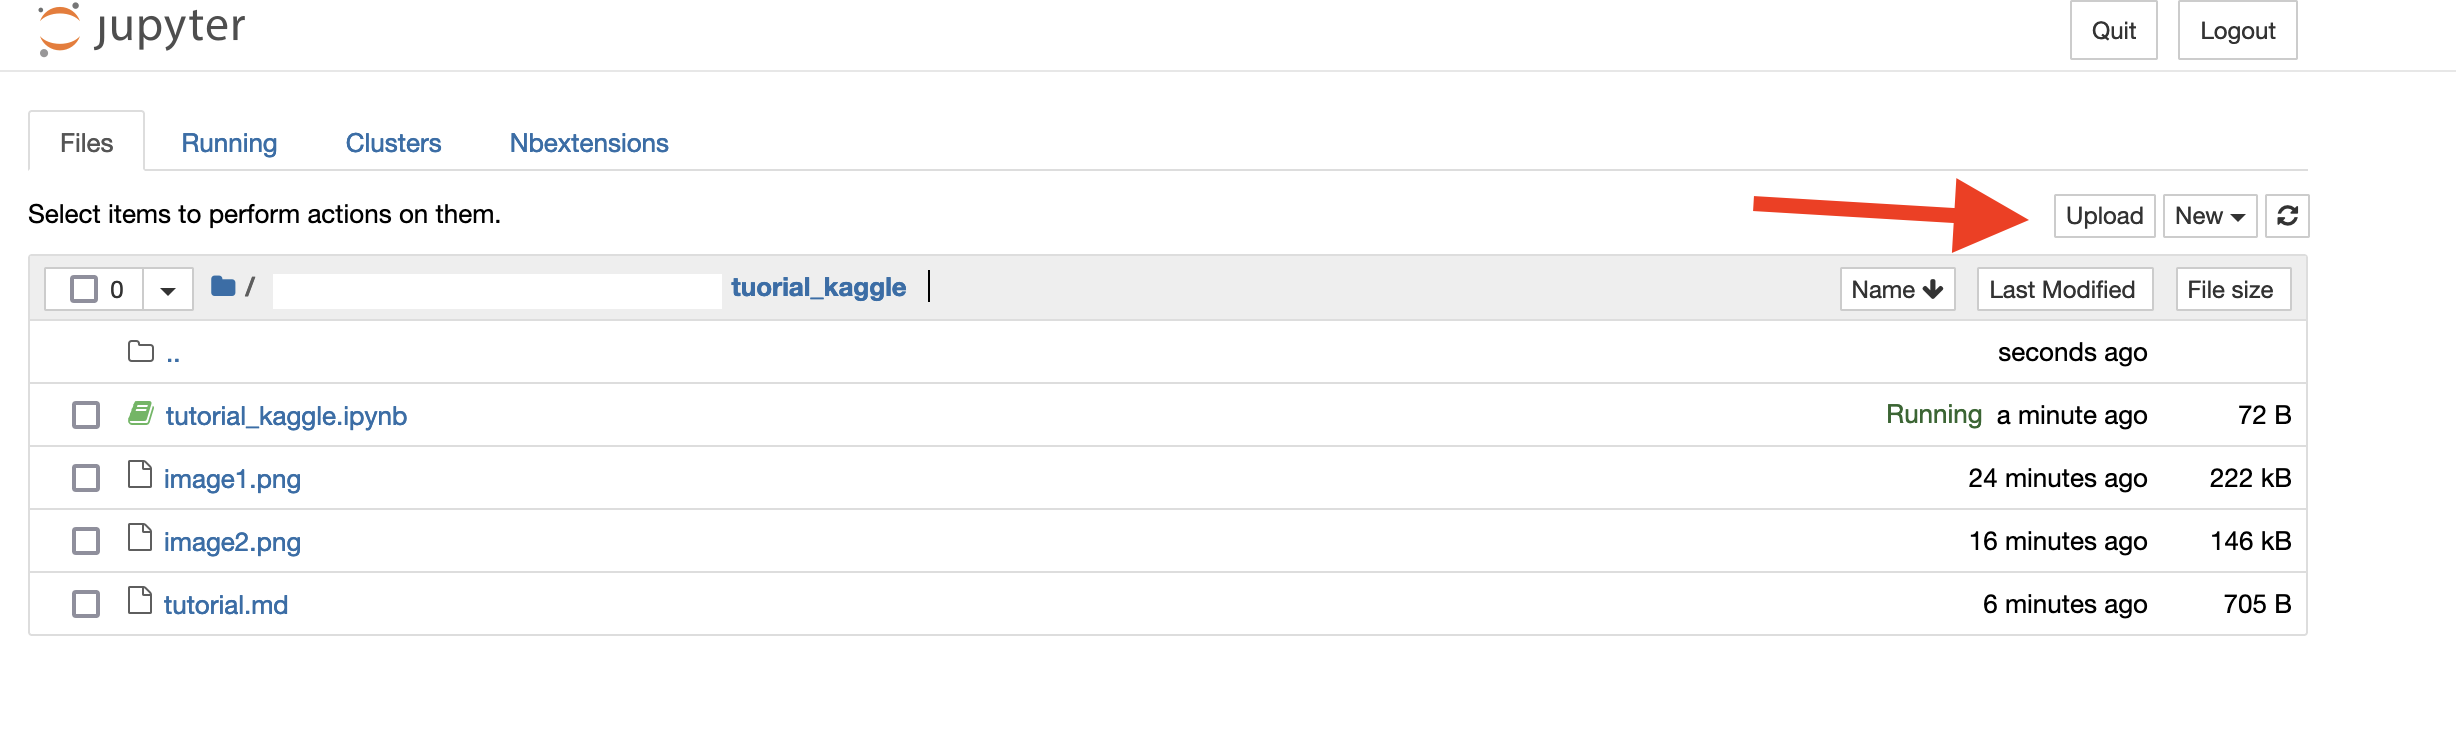 jupyter
Quit Logout
Files Running Clusters Nbextensions
Select items to perform actions on them.
Upload New
0 / tuorial_kaggle Name Last Modified File size
.. seconds ago
tutorial_kaggle.ipynb Running a minute ago 72 B
image1.png 24 minutes ago 222 kB
image2.png 16 minutes ago 146 kB
tutorial.md 6 minutes ago 705 B